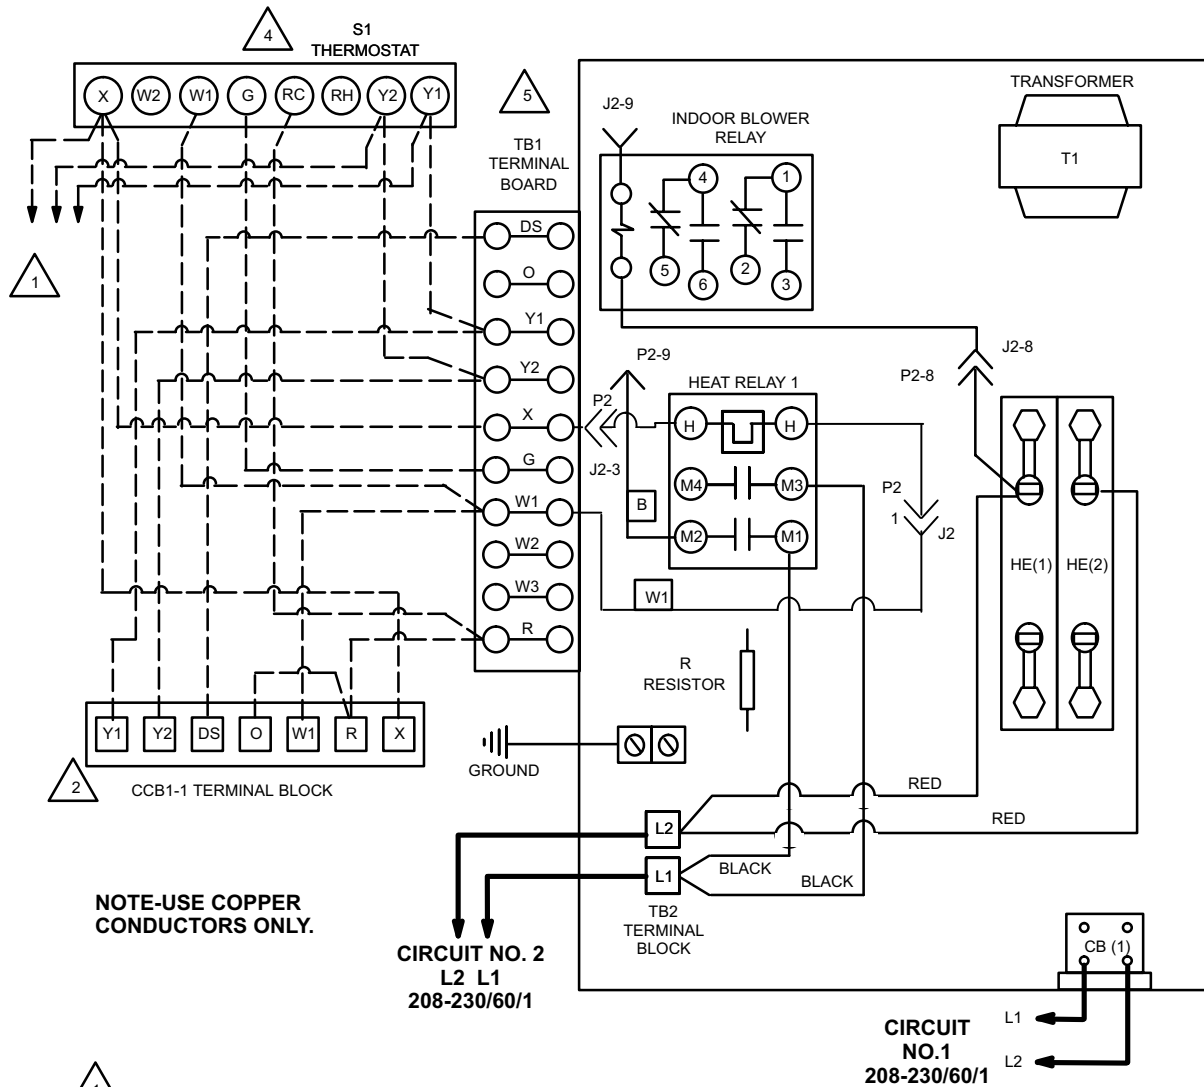 4
S1
THERMOSTAT
X W2 W1 G RC RH Y2 Y1
5
TB1
TERMINAL
BOARD
1
DS
O
Y1
Y2
X
G
W1
W2
W3
R
J2-9
INDOOR BLOWER
RELAY
4
1
5
6
2
3
TRANSFORMER
T1
P2-9
J2-8
P2-8
HEAT RELAY 1
P2
J2-3
H H
M4 M3
B
M2 M1
P2
1
J2
W1
HE(1) HE(2)
R
RESISTOR
Y1 Y2 DS O W1 R X
2
CCB1-1 TERMINAL BLOCK
GROUND
RED
RED
L2
L1
BLACK
BLACK
TB2
TERMINAL
BLOCK
NOTE-USE COPPER
CONDUCTORS ONLY.
CIRCUIT NO. 2
L2 L1
208-230/60/1
CB (1)
CIRCUIT
NO.1
208-230/60/1
L1
L2